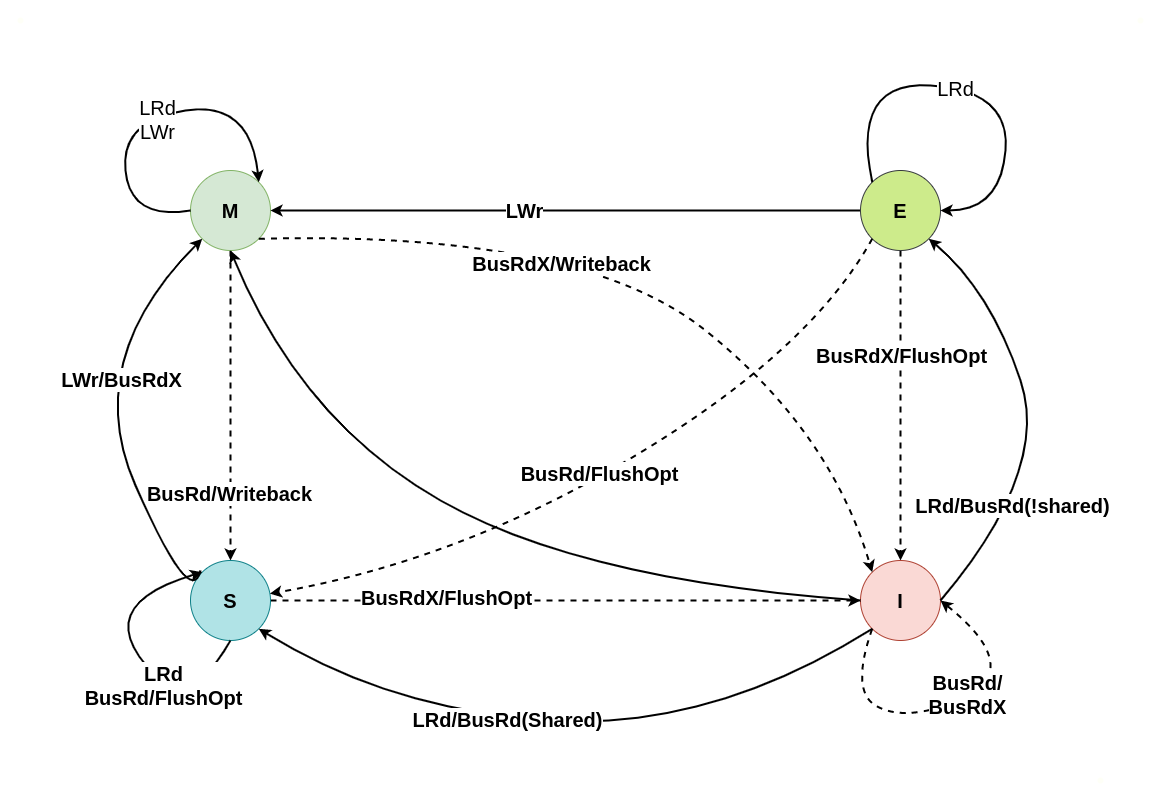 LRd
LRd
LWr
M
LWr
E
BusRdX/Writeback
BusRdX/FlushOpt
LWr/BusRdX
BusRd/FlushOpt
BusRd/Writeback
LRd/BusRd(!shared)
S
BusRdX/FlushOpt
I
LRd
BusRd/FlushOpt
BusRd/
BusRdX
LRd/BusRd(Shared)